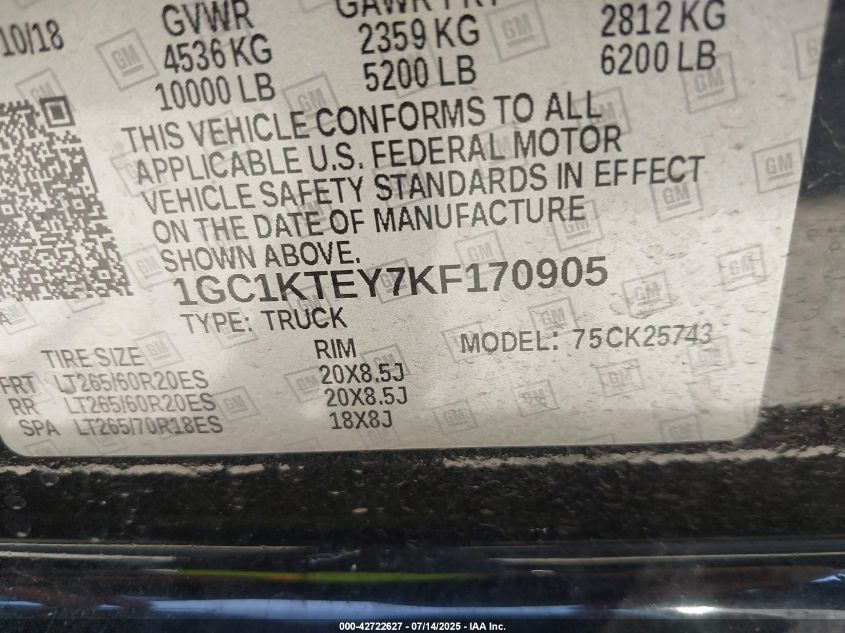 10/18 GVWR GAWR FRT
4536 KG 2359 KG 2812 KG
10000 LB 5200 LB 6200 LB
THIS VEHICLE CONFORMS TO ALL
APPLICABLE U.S. FEDERAL MOTOR
VEHICLE SAFETY STANDARDS IN EFFECT
ON THE DATE OF MANUFACTURE
SHOWN ABOVE.
1GC1KTEY7KF170905
TYPE: TRUCK
MODEL: 75CK25743
TIRE SIZE RIM
FRT LT265/60R20ES 20X8.5J
RR LT265/60R20ES 20X8.5J
SPA LT265/70R18ES 18X8J
000-42722627 - 07/14/2025 - IAA Inc.